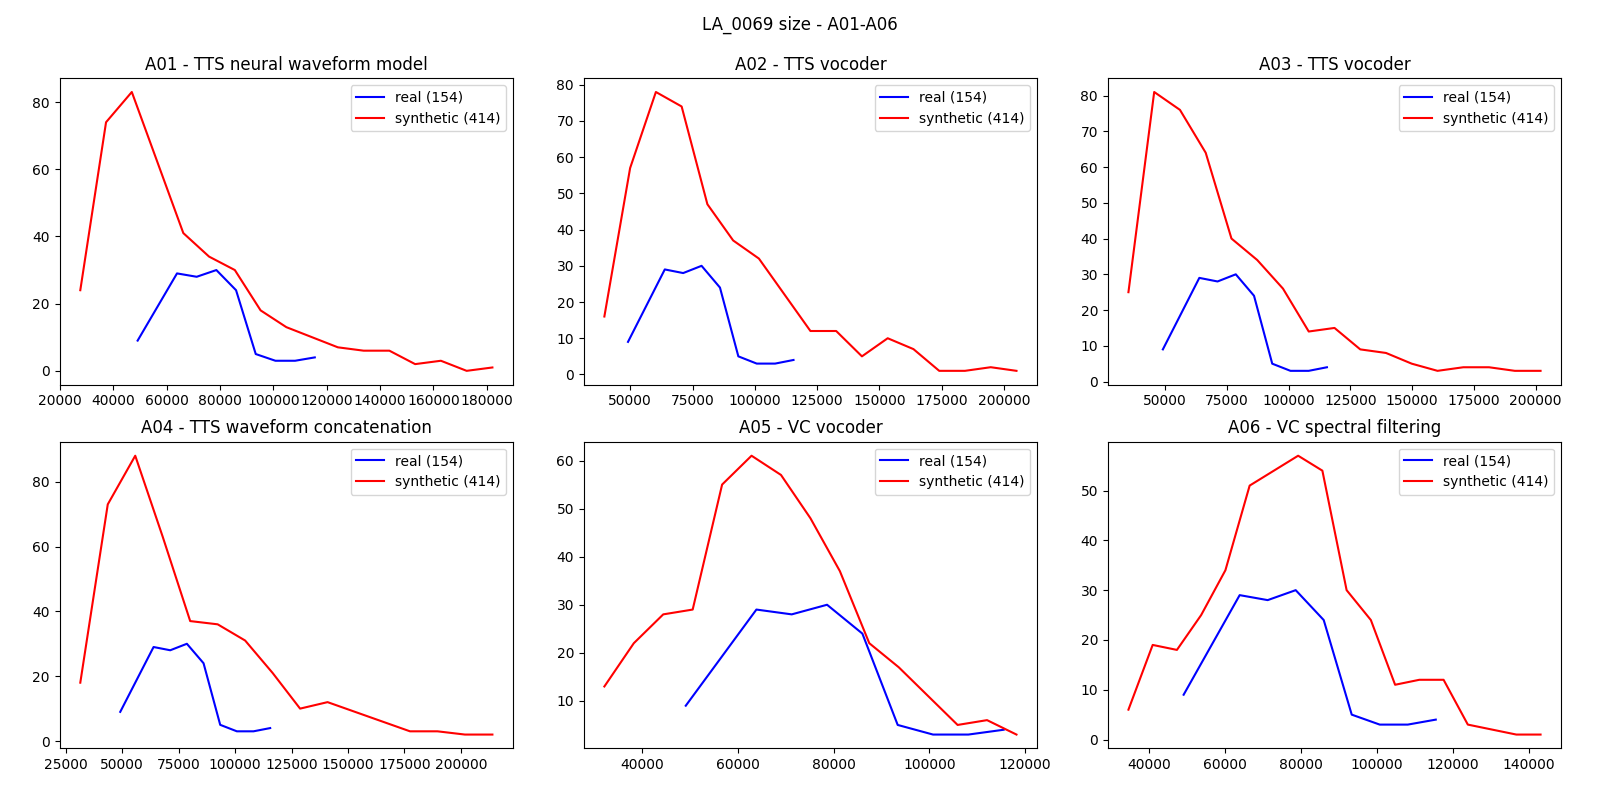 LA_0069 size - A01-A06
A01 - TTS neural waveform model
real (154)
synthetic (414)
80
60
40
20
0
20000 40000 60000 80000 100000 120000 140000 160000 180000
A02 - TTS vocoder
real (154)
synthetic (414)
80
70
60
50
40
30
20
10
0
50000 75000 100000 125000 150000 175000 200000
A03 - TTS vocoder
real (154)
synthetic (414)
80
70
60
50
40
30
20
10
0
50000 75000 100000 125000 150000 175000 200000
A04 - TTS waveform concatenation
real (154)
synthetic (414)
80
60
40
20
0
25000 50000 75000 100000 125000 150000 175000 200000
A05 - VC vocoder
real (154)
synthetic (414)
60
50
40
30
20
10
40000 60000 80000 100000 120000
A06 - VC spectral filtering
real (154)
synthetic (414)
50
40
30
20
10
0
40000 60000 80000 100000 120000 140000